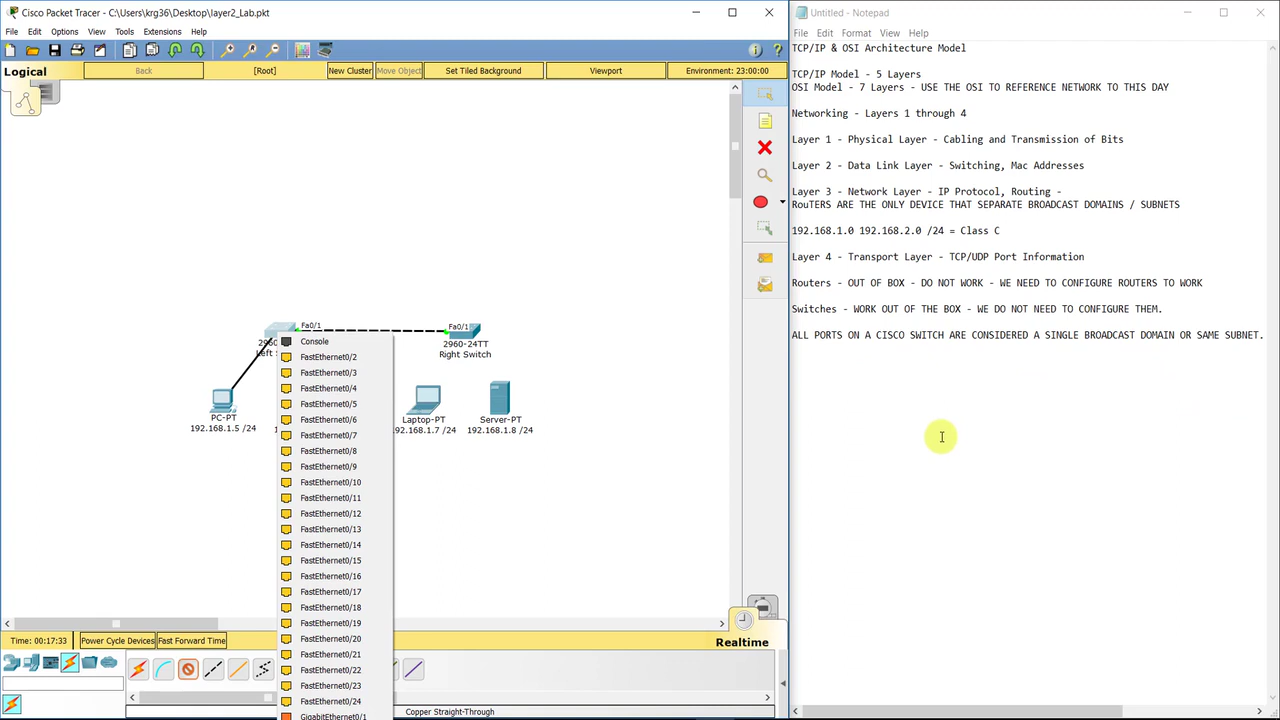 Cisco Packet Tracer - C:\Users\krg36\Desktop\layer2_Lab.pkt
File Edit Options View Tools Extensions Help
Logical
Back
[Root]
New Cluster
Move Object
Set Tiled Background
Viewport
Environment: 23:00:00
Fa0/1
Fa0/1
2960-24TT
Right Switch
Console
FastEthernet0/2
FastEthernet0/3
FastEthernet0/4
FastEthernet0/5
FastEthernet0/6
FastEthernet0/7
FastEthernet0/8
FastEthernet0/9
FastEthernet0/10
FastEthernet0/11
FastEthernet0/12
FastEthernet0/13
FastEthernet0/14
FastEthernet0/15
FastEthernet0/16
FastEthernet0/17
FastEthernet0/18
FastEthernet0/19
FastEthernet0/20
FastEthernet0/21
FastEthernet0/22
FastEthernet0/23
FastEthernet0/24
GigabitEthernet0/1
PC-PT
192.168.1.5 /24
Laptop-PT
192.168.1.7 /24
Server-PT
192.168.1.8 /24
Time: 00:17:33
Power Cycle Devices
Fast Forward Time
Realtime
Copper Straight-Through
Untitled - Notepad
File Edit Format View Help
TCP/IP & OSI Architecture Model
TCP/IP Model - 5 Layers
OSI Model - 7 Layers - USE THE OSI TO REFERENCE NETWORK TO THIS DAY
Networking - Layers 1 through 4
Layer 1 - Physical Layer - Cabling and Transmission of Bits
Layer 2 - Data Link Layer - Switching, Mac Addresses
Layer 3 - Network Layer - IP Protocol, Routing -
RouTERS ARE THE ONLY DEVICE THAT SEPARATE BROADCAST DOMAINS / SUBNETS
192.168.1.0 192.168.2.0 /24 = Class C
Layer 4 - Transport Layer - TCP/UDP Port Information
Routers - OUT OF BOX - DO NOT WORK - WE NEED TO CONFIGURE ROUTERS TO WORK
Switches - WORK OUT OF THE BOX - WE DO NOT NEED TO CONFIGURE THEM.
ALL PORTS ON A CISCO SWITCH ARE CONSIDERED A SINGLE BROADCAST DOMAIN OR SAME SUBNET.